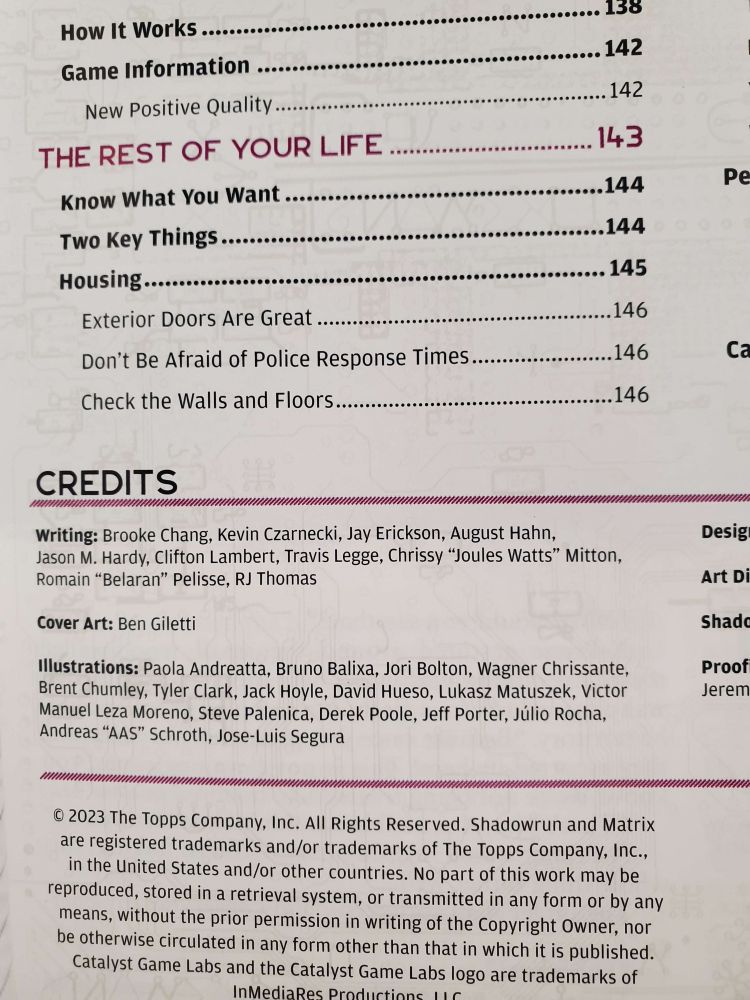 How It Works ........................................ 138
Game Information ........................................ 142
New Positive Quality ........................................ 142
THE REST OF YOUR LIFE ........................................ 143
Know What You Want ........................................ 144
Two Key Things ........................................ 144
Housing ........................................ 145
Exterior Doors Are Great ........................................ 146
Don't Be Afraid of Police Response Times ........................................ 146
Check the Walls and Floors ........................................ 146
CREDITS
Writing: Brooke Chang, Kevin Czarnecki, Jay Erickson, August Hahn,
Jason M. Hardy, Clifton Lambert, Travis Legge, Chrissy “Joules Watts” Mitton,
Romain “Belaran” Pelisse, RJ Thomas
Cover Art: Ben Giletti
Illustrations: Paola Andreatta, Bruno Balixa, Jori Bolton, Wagner Chrissante,
Brent Chumley, Tyler Clark, Jack Hoyle, David Hueso, Lukasz Matuszek, Victor
Manuel Leza Moreno, Steve Palenica, Derek Poole, Jeff Porter, Júlio Rocha,
Andreas “AAS” Schroth, Jose-Luis Segura
© 2023 The Topps Company, Inc. All Rights Reserved. Shadowrun and Matrix
are registered trademarks and/or trademarks of The Topps Company, Inc.,
in the United States and/or other countries. No part of this work may be
reproduced, stored in a retrieval system, or transmitted in any form or by any
means, without the prior permission in writing of the Copyright Owner, nor
be otherwise circulated in any form other than that in which it is published.
Catalyst Game Labs and the Catalyst Game Labs logo are trademarks of
InMediaRes Productions, LLC
Pe
Ca
Desig
Art Di
Shado
Proof
Jerem